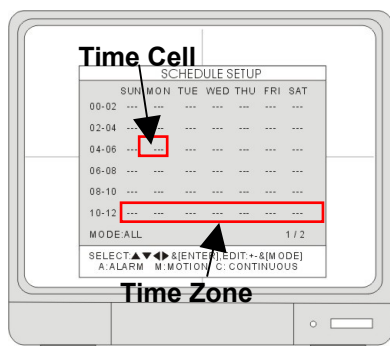 Time Cell
SCHEDULE SETUP
SUN MON TUE WED THU FRI SAT
00-02 --- --- --- --- --- --- ---
02-04 --- --- --- --- --- --- ---
04-06 --- --- --- --- --- --- ---
06-08 --- --- --- --- --- --- ---
08-10 --- --- --- --- --- --- ---
10-12 --- --- --- --- --- --- ---
MODE:ALL 1/2
SELECT:▲▼◀▶&[ENTER],EDIT:+-&[MODE]
A:ALARM M:MOTION C:CONTINUOUS
Time Zone